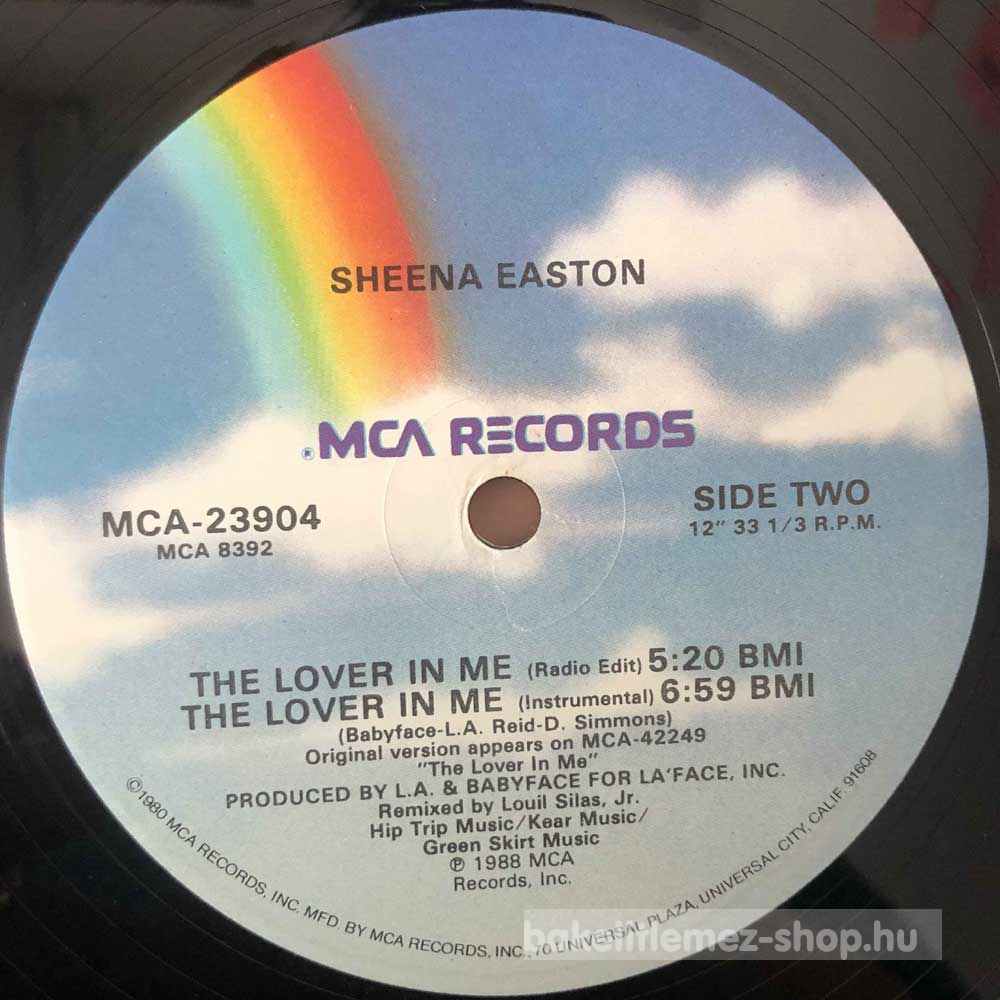 SHEENA EASTON
®MCA RECORDS
MCA-23904
MCA 8392
SIDE TWO
12" 33 1/3 R.P.M.
THE LOVER IN ME (Radio Edit) 5:20 BMI
THE LOVER IN ME (Instrumental) 6:59 BMI
(Babyface-L.A. Reid-D. Simmons)
Original version appears on MCA-42249
"The Lover In Me"
PRODUCED BY L.A. & BABYFACE FOR LA'FACE, INC.
Remixed by Louil Silas, Jr.
Hip Trip Music/Kear Music/
Green Skirt Music
℗ 1988 MCA
Records, Inc.
©1980 MCA RECORDS, INC. MFD. BY MCA RECORDS, INC., 70 UNIVERSAL PLAZA, UNIVERSAL CITY, CALIF. 91608
bakelitlemez-shop.hu